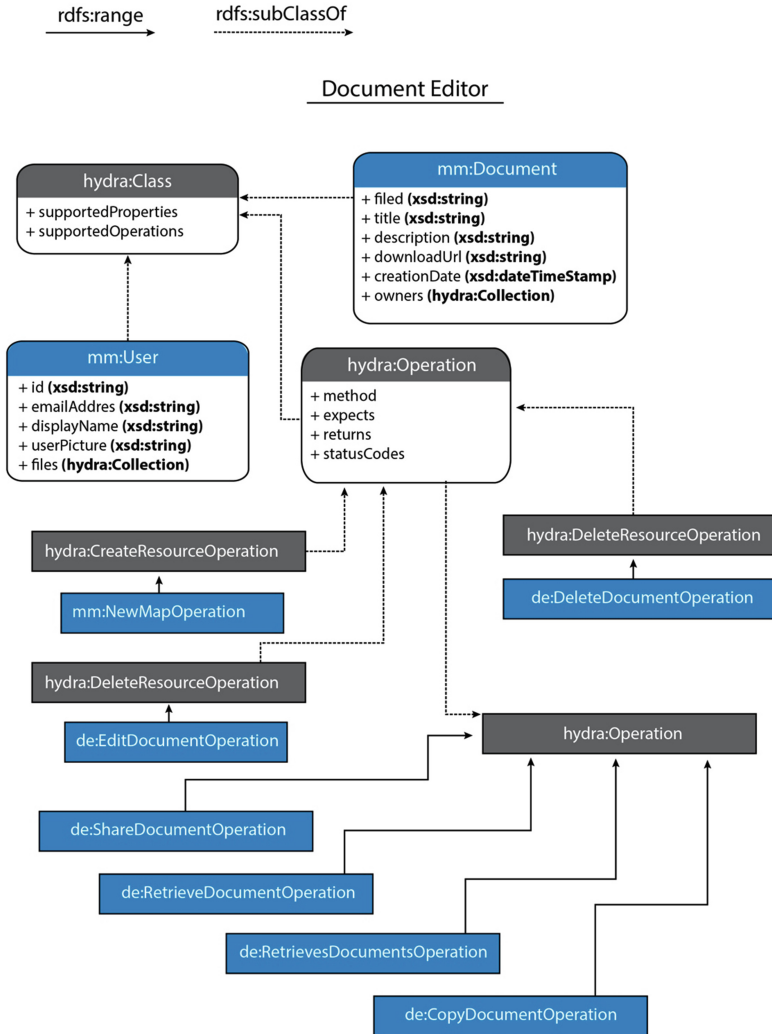 rdfs:range
rdfs:subClassOf
Document Editor
hydra:Class
+ supportedProperties
+ supportedOperations
mm:Document
+ filed (xsd:string)
+ title (xsd:string)
+ description (xsd:string)
+ downloadUrl (xsd:string)
+ creationDate (xsd:dateTimeStamp)
+ owners (hydra:Collection)
mm:User
+ id (xsd:string)
+ emailAddres (xsd:string)
+ displayName (xsd:string)
+ userPicture (xsd:string)
+ files (hydra:Collection)
hydra:Operation
+ method
+ expects
+ returns
+ statusCodes
hydra:CreateResourceOperation
mm:NewMapOperation
hydra:DeleteResourceOperation
de:DeleteDocumentOperation
hydra:DeleteResourceOperation
de:EditDocumentOperation
hydra:Operation
de:ShareDocumentOperation
de:RetrieveDocumentOperation
de:RetrievesDocumentsOperation
de:CopyDocumentOperation